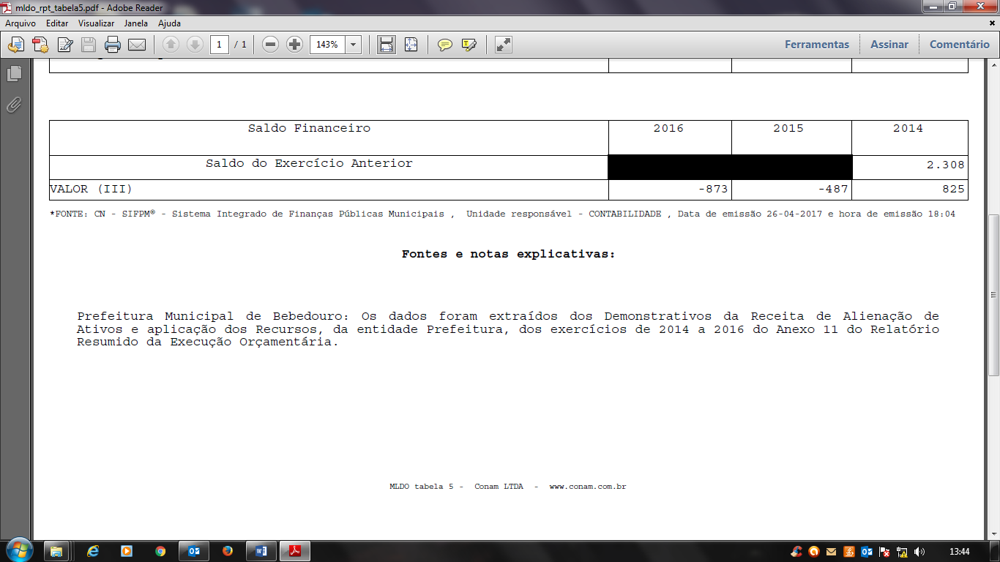 mldo_rpt_tabela5.pdf - Adobe Reader
Arquivo Editar Visualizar Janela Ajuda
1 / 1 143% Ferramentas Assinar Comentário
Saldo Financeiro 2016 2015 2014
Saldo do Exercício Anterior 2.308
VALOR (III) -873 -487 825
*FONTE: CN - SIFPM® - Sistema Integrado de Finanças Públicas Municipais , Unidade responsável - CONTABILIDADE , Data de emissão 26-04-2017 e hora de emissão 18:04
Fontes e notas explicativas:
Prefeitura Municipal de Bebedouro: Os dados foram extraídos dos Demonstrativos da Receita de Alienação de
Ativos e aplicação dos Recursos, da entidade Prefeitura, dos exercícios de 2014 a 2016 do Anexo 11 do Relatório
Resumido da Execução Orçamentária.
MLDO tabela 5 - Conam LTDA - www.conam.com.br
13:44